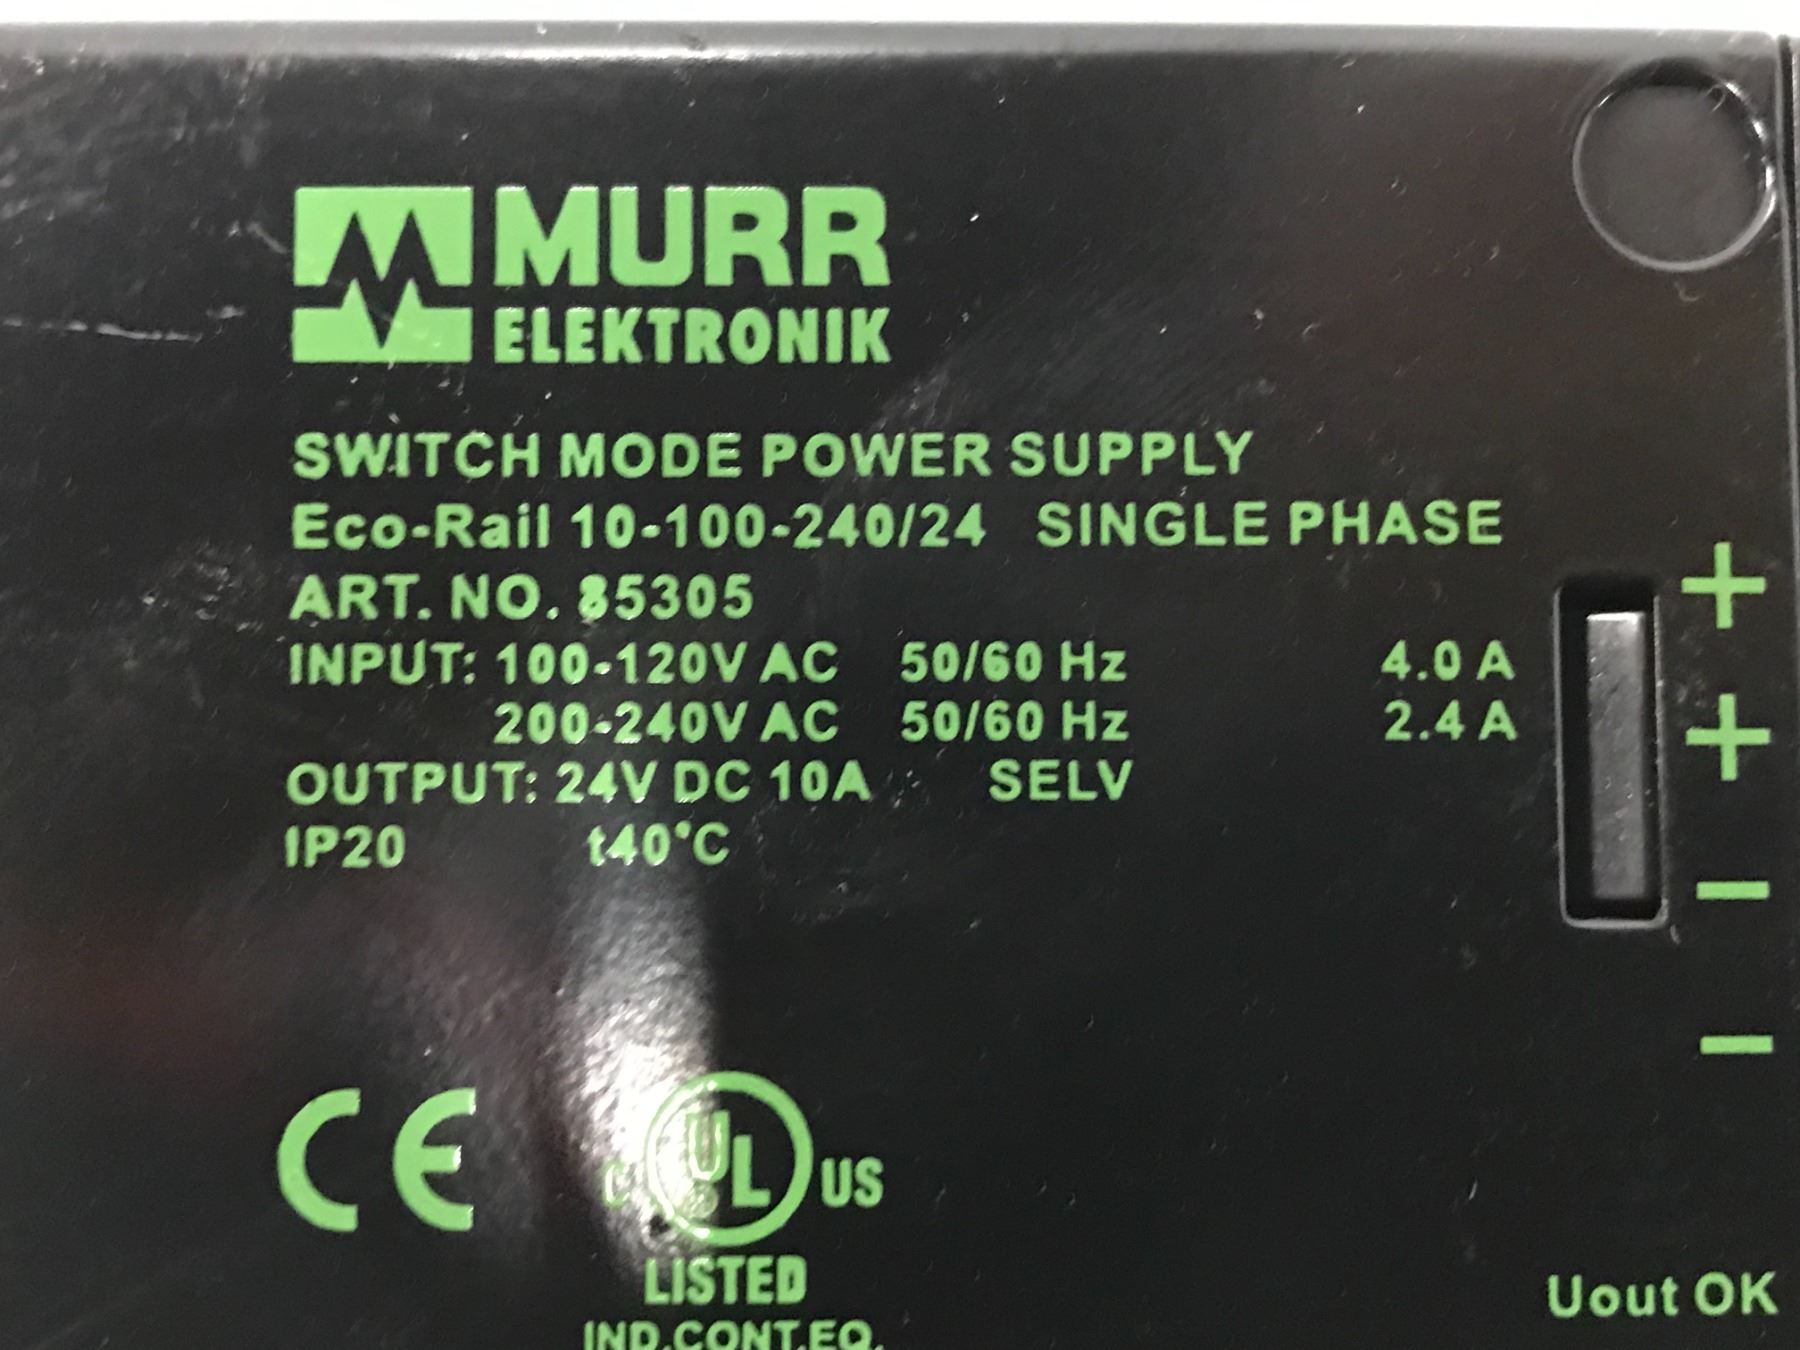 MURR
ELEKTRONIK
SWITCH MODE POWER SUPPLY
Eco-Rail 10-100-240/24 SINGLE PHASE
ART. NO. 85305
INPUT: 100-120V AC 50/60 Hz 4.0 A
200-240V AC 50/60 Hz 2.4 A
OUTPUT: 24V DC 10A SELV
IP20 t40°C
+
+
-
-
CE
C UL® US
LISTED
IND.CONT.EQ.
Uout OK